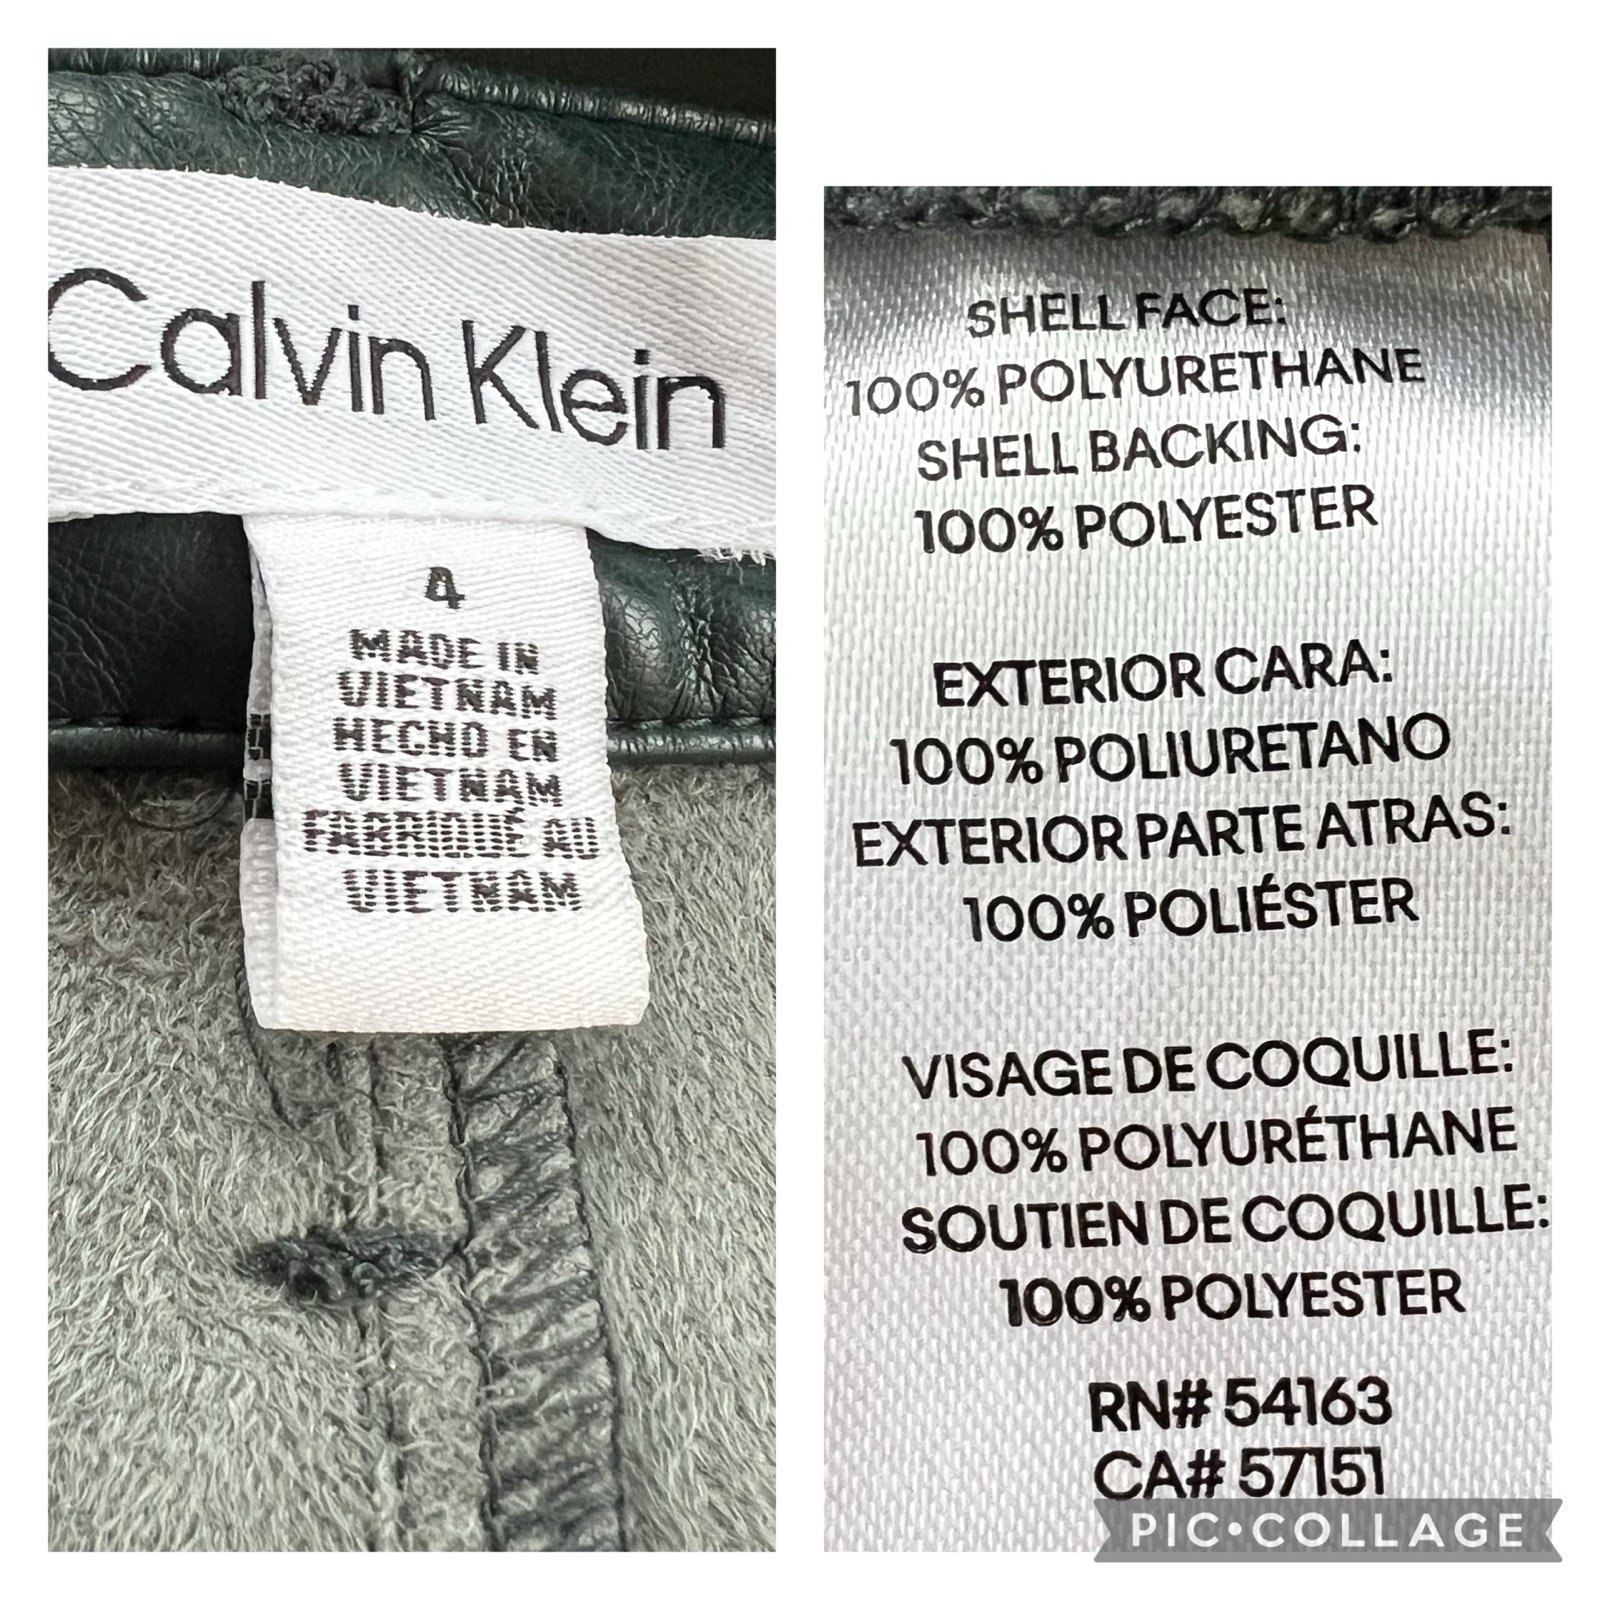 Calvin Klein
4
MADE IN
VIETNAM
HECHO EN
VIETNAM
FABRIQUÉ AU
VIETNAM
SHELL FACE:
100% POLYURETHANE
SHELL BACKING:
100% POLYESTER
EXTERIOR CARA:
100% POLIURETANO
EXTERIOR PARTE ATRAS:
100% POLIÉSTER
VISAGE DE COQUILLE:
100% POLYURÉTHANE
SOUTIEN DE COQUILLE:
100% POLYESTER
RN# 54163
CA# 57151
PIC•COLLAGE